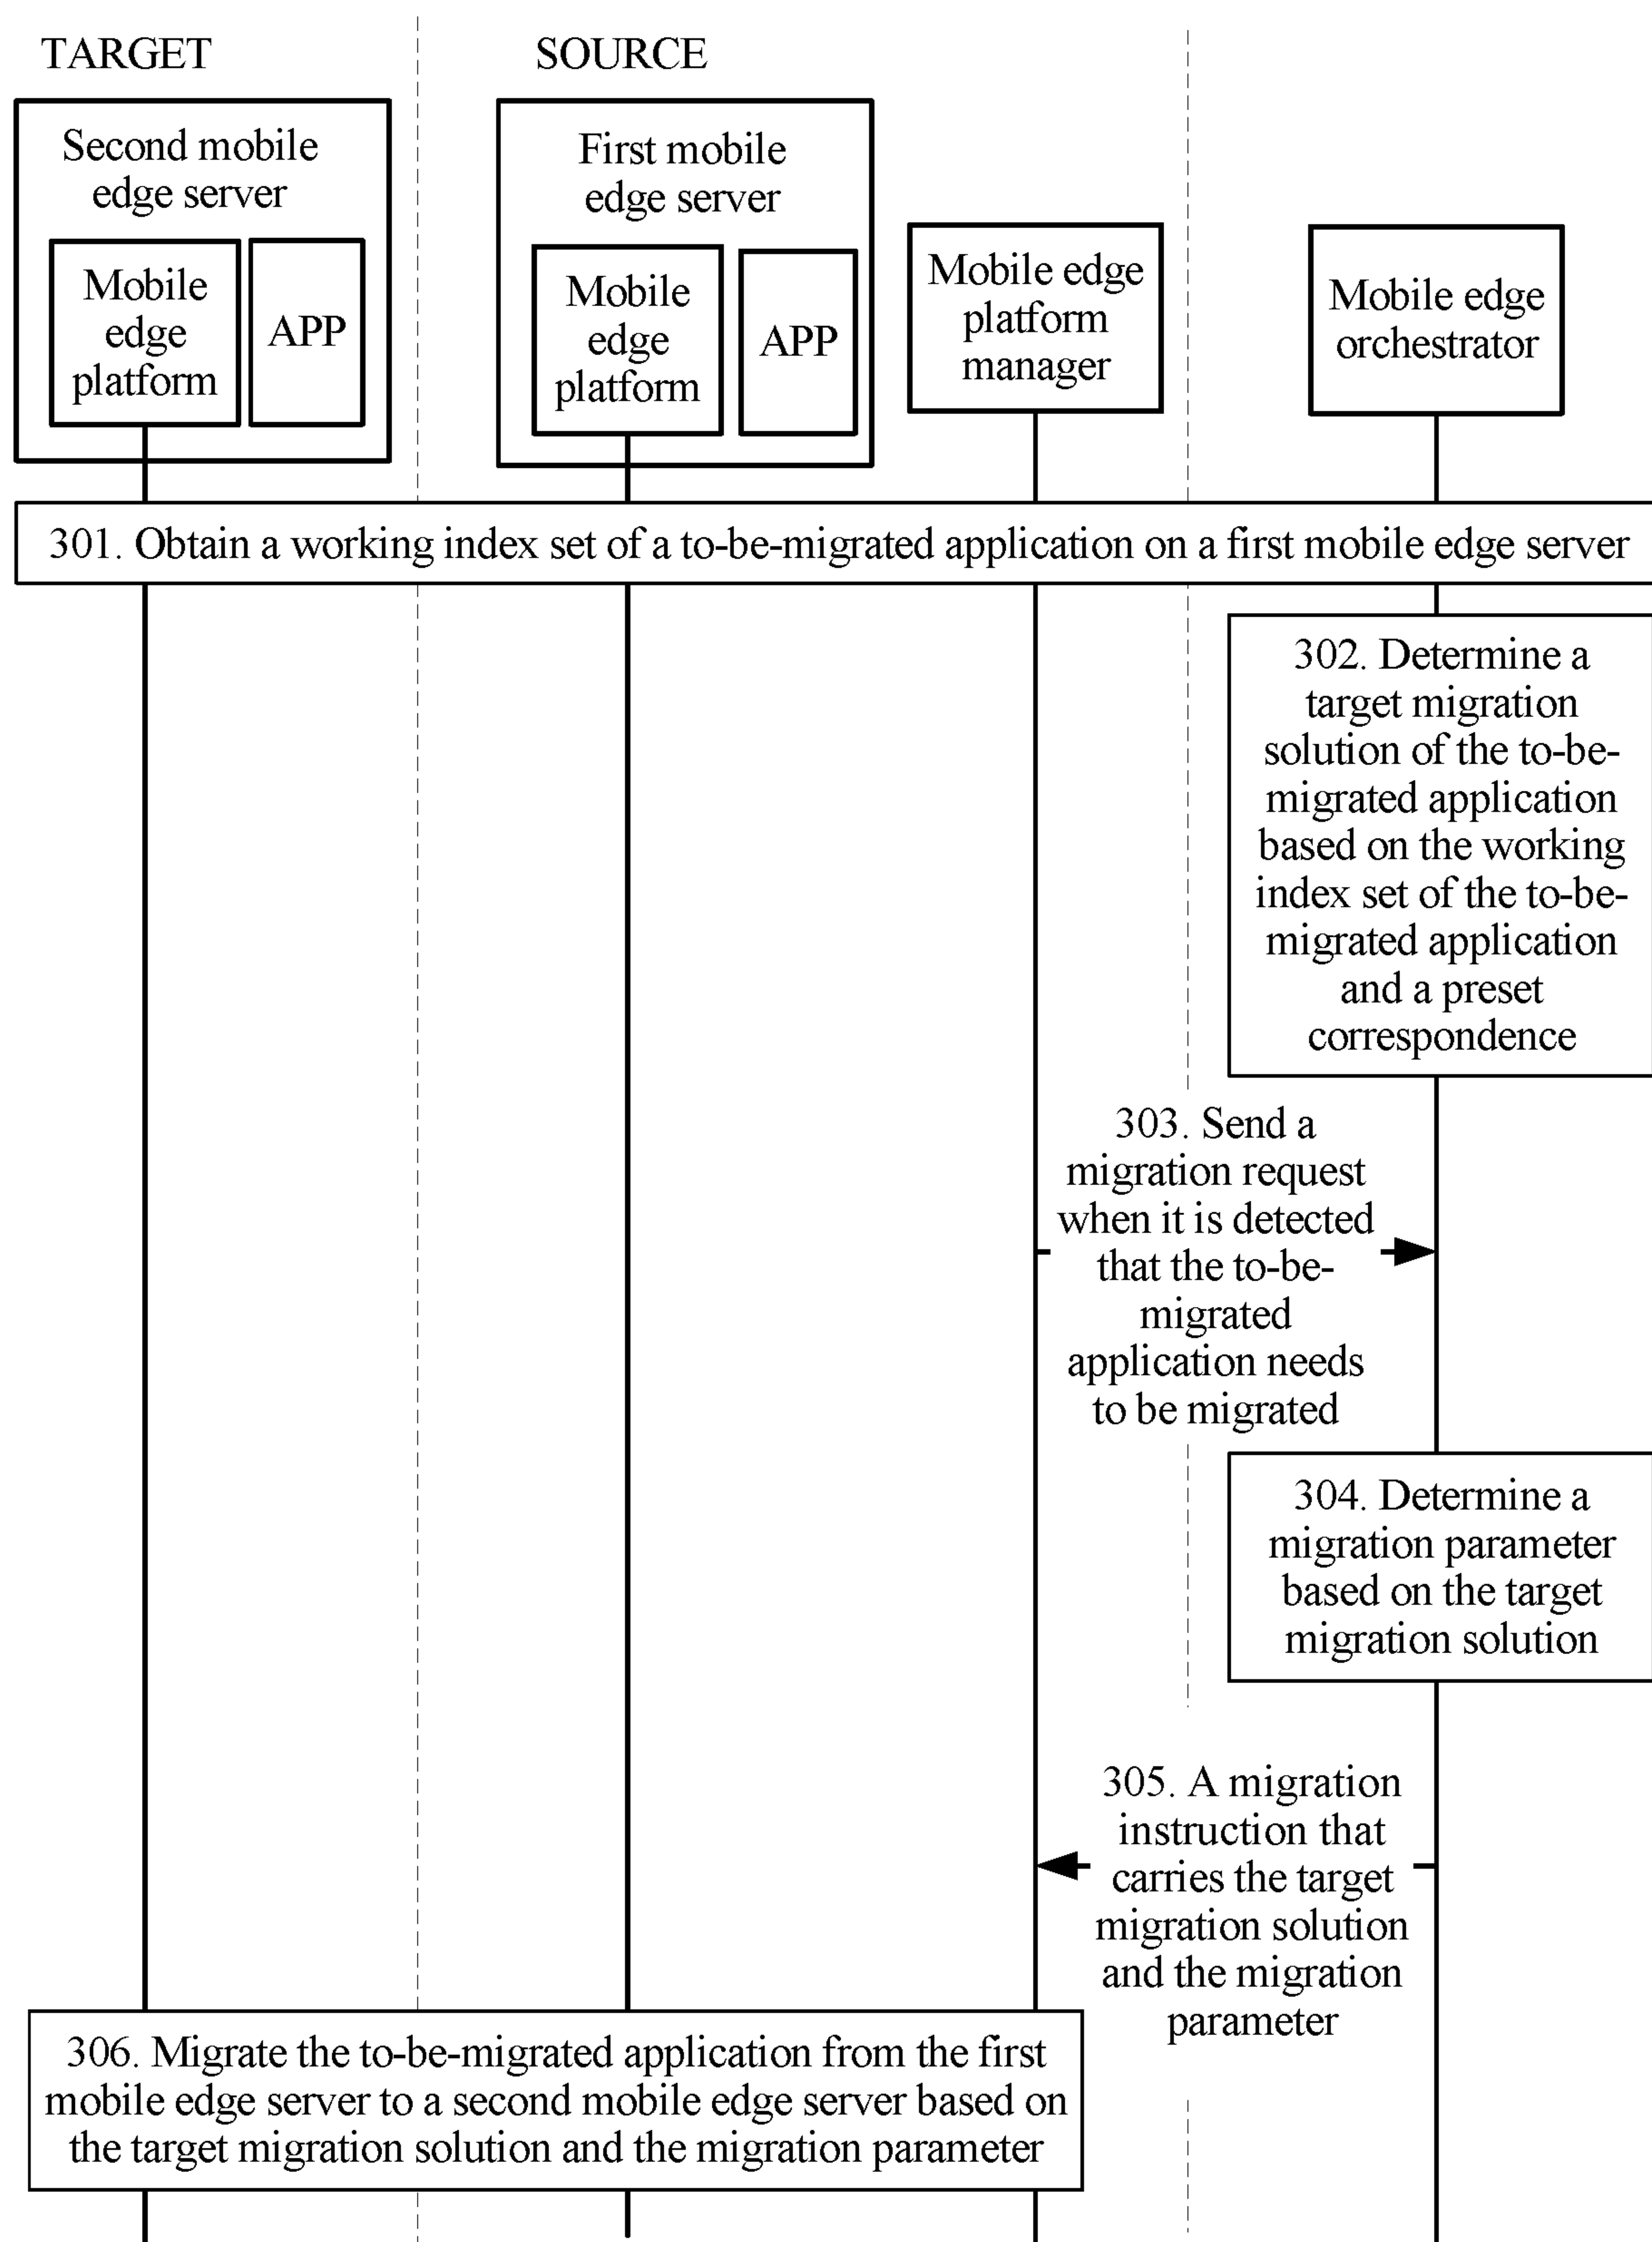 TARGET
SOURCE
Second mobile
edge server
Mobile
edge
platform
APP
First mobile
edge server
Mobile
edge
platform
APP
Mobile edge
platform
manager
Mobile edge
orchestrator
301. Obtain a working index set of a to-be-migrated application on a first mobile edge server
302. Determine a
target migration
solution of the to-be-
migrated application
based on the working
index set of the to-be-
migrated application
and a preset
correspondence
303. Send a
migration request
when it is detected
that the to-be-
migrated
application needs
to be migrated
304. Determine a
migration parameter
based on the target
migration solution
305. A migration
instruction that
carries the target
migration solution
and the migration
parameter
306. Migrate the to-be-migrated application from the first
mobile edge server to a second mobile edge server based on
the target migration solution and the migration parameter